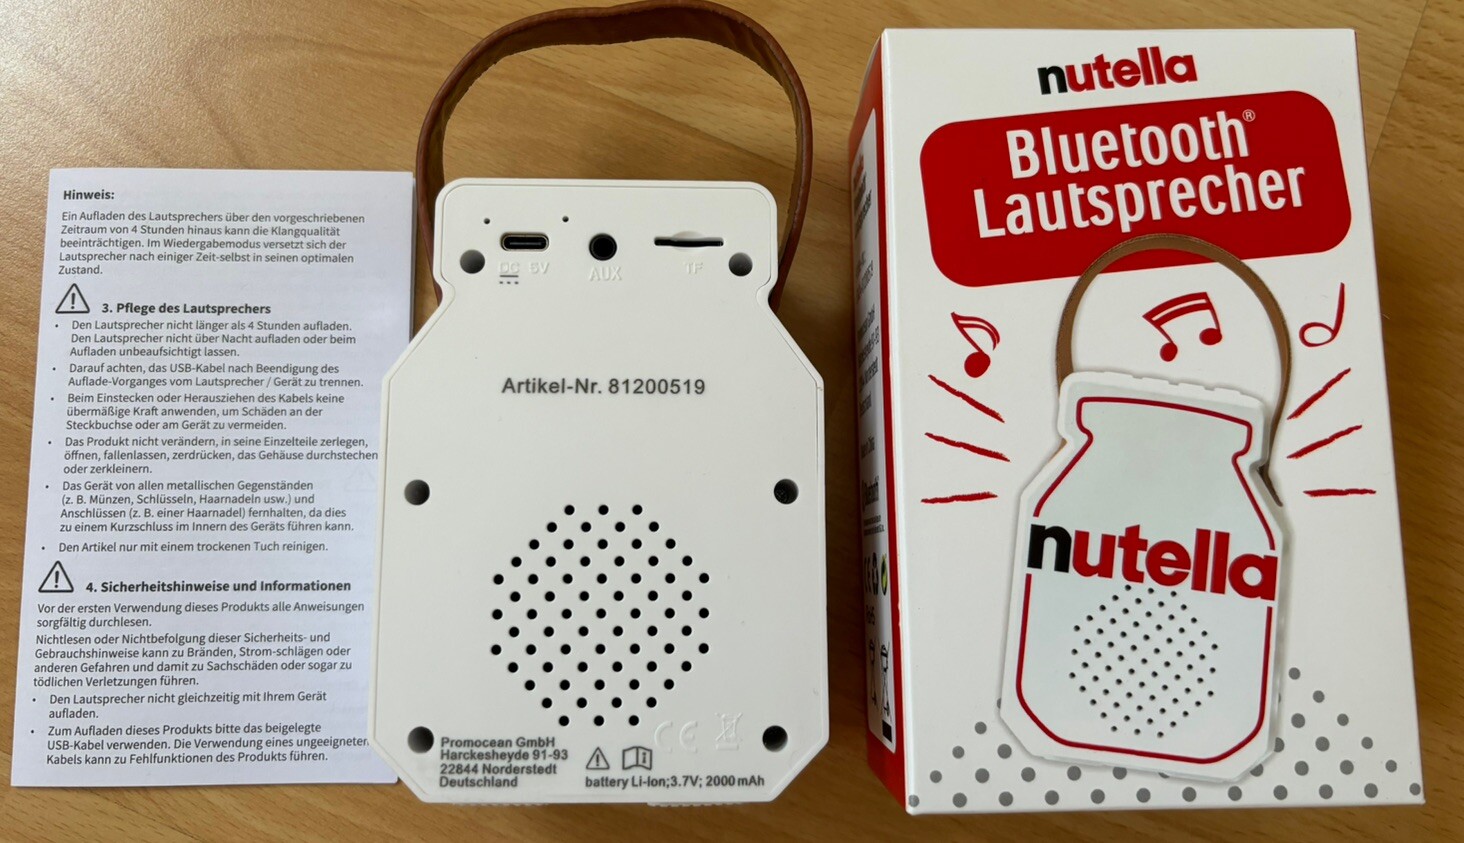 Hinweis:
Ein Aufladen des Lautsprechers über den vorgeschriebenen
Zeitraum von 4 Stunden hinaus kann die Klangqualität
beeinträchtigen. Im Wiedergabemodus versetzt sich der
Lautsprecher nach einiger Zeit-selbst in seinen optimalen
Zustand.
3. Pflege des Lautsprechers
• Den Lautsprecher nicht länger als 4 Stunden aufladen.
Den Lautsprecher nicht über Nacht aufladen oder beim
Aufladen unbeaufsichtigt lassen.
• Darauf achten, das USB-Kabel nach Beendigung des
Auflade-Vorganges vom Lautsprecher / Gerät zu trennen.
• Beim Einstecken oder Herausziehen des Kabels keine
übermäßige Kraft anwenden, um Schäden an der
Steckbuchse oder am Gerät zu vermeiden.
• Das Produkt nicht verändern, in seine Einzelteile zerlegen,
öffnen, fallenlassen, zerdrücken, das Gehäuse durchstechen
oder zerkleinern.
• Das Gerät von allen metallischen Gegenständen
(z. B. Münzen, Schlüsseln, Haarnadeln usw.) und
Anschlüssen (z. B. einer Haarnadel) fernhalten, da dies
zu einem Kurzschluss im Innern des Geräts führen kann.
• Den Artikel nur mit einem trockenen Tuch reinigen.
4. Sicherheitshinweise und Informationen
Vor der ersten Verwendung dieses Produkts alle Anweisungen
sorgfältig durchlesen.
Nichtlesen oder Nichtbefolgung dieser Sicherheits- und
Gebrauchshinweise kann zu Bränden, Strom-schlägen oder
anderen Gefahren und damit zu Sachschäden oder sogar zu
tödlichen Verletzungen führen.
• Den Lautsprecher nicht gleichzeitig mit Ihrem Gerät
aufladen.
• Zum Aufladen dieses Produkts bitte das beigelegte
USB-Kabel verwenden. Die Verwendung eines ungeeigneten
Kabels kann zu Fehlfunktionen des Produkts führen.
DC 5V
AUX
TF
Artikel-Nr. 81200519
Promocean GmbH
Harckesheyde 91-93
22844 Norderstedt
Deutschland
CE
battery Li-Ion;3.7V; 2000 mAh
nutella
Bluetooth®
Lautsprecher
nutella